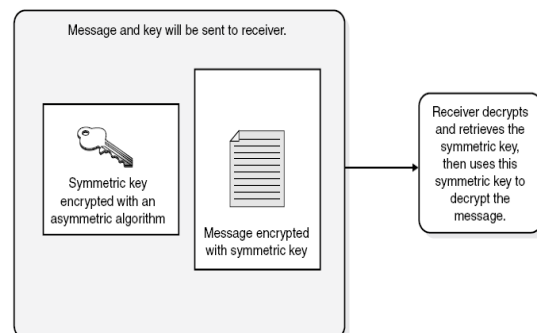 Message and key will be sent to receiver.
Symmetric key
encrypted with an
asymmetric algorithm
Message encrypted
with symmetric key
Receiver decrypts
and retrieves the
symmetric key,
then uses this
symmetric key to
decrypt the
message.